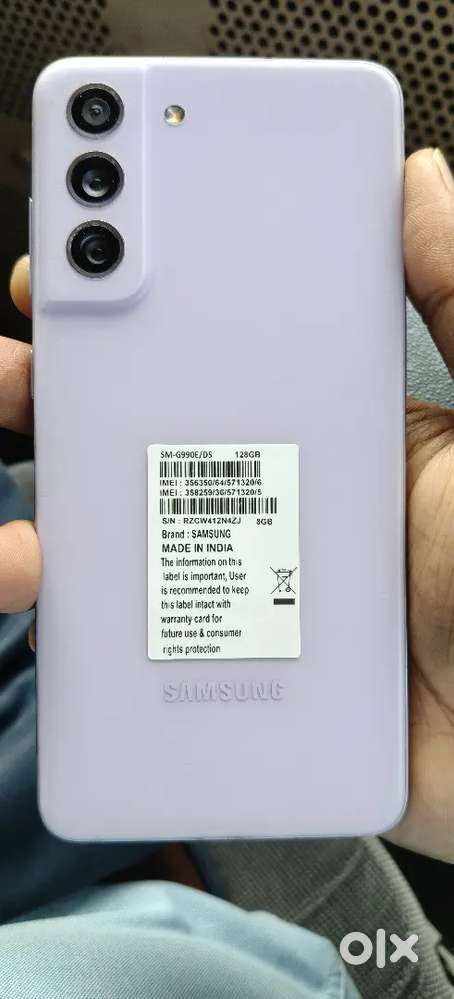 SM-G990E/DS 128GB
IMEI : 356350/64/571320/6
IMEI : 358259/36/571320/5
S/N : RZCW412N4ZJ 8GB
Brand : SAMSUNG
MADE IN INDIA
The information on this
label is important, User
is recommended to keep
this label intact with
warranty card for
future use & consumer
rights protection
SAMSUNG
olx